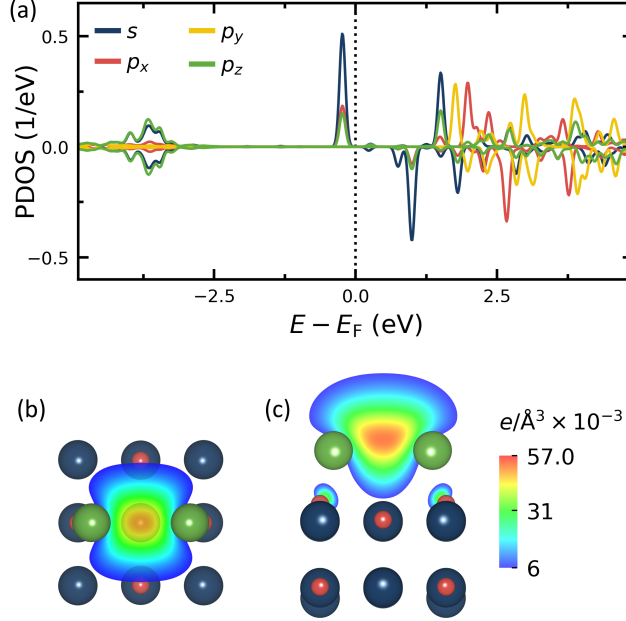 (a)
s
p_x
p_y
p_z
PDOS (1/eV)
0.5
0.0
−0.5
−2.5
0.0
2.5
E − E_F (eV)
(b)
(c)
e/Å³ × 10⁻³
57.0
31
6